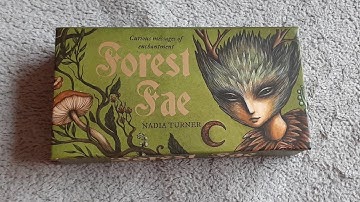 Curious messages of
enchantment
Forest
Fae
NADIA TURNER